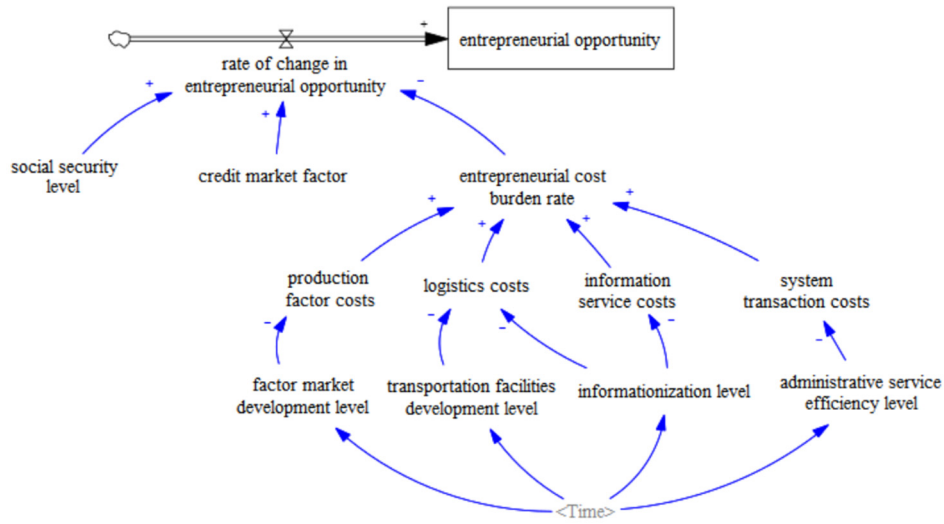 +
entrepreneurial opportunity
rate of change in
entrepreneurial opportunity
+
+
−
social security
level
credit market factor
entrepreneurial cost
burden rate
+
+
+
+
production
factor costs
logistics costs
information
service costs
system
transaction costs
−
−
−
−
−
factor market
development level
transportation facilities
development level
informationization level
administrative service
efficiency level
<Time>